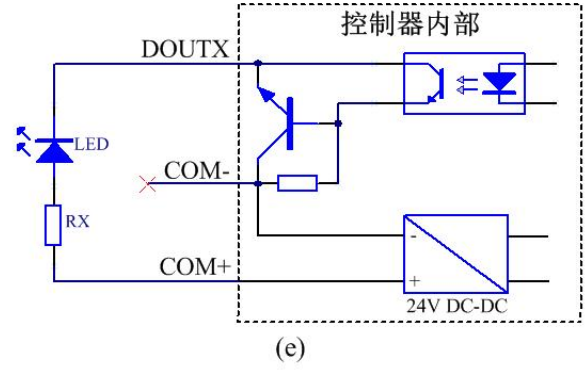 控制器内部
DOUTX
LED
COM-
RX
-
COM+
+
24V DC-DC
(e)